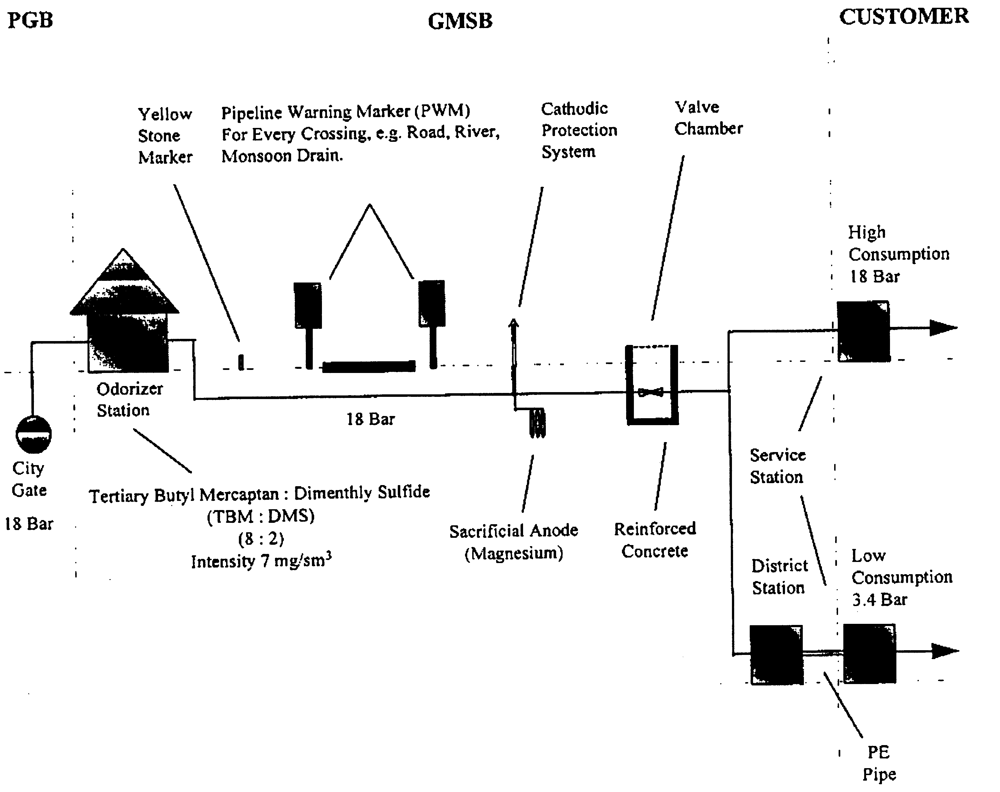 PGB
GMSB
CUSTOMER
Yellow
Stone
Marker
Pipeline Warning Marker (PWM)
For Every Crossing, e.g. Road, River,
Monsoon Drain.
Cathodic
Protection
System
Valve
Chamber
High
Consumption
18 Bar
Odorizer
Station
18 Bar
City
Gate
18 Bar
Tertiary Butyl Mercaptan : Dimenthly Sulfide
(TBM : DMS)
(8 : 2)
Intensity 7 mg/sm³
Sacrificial Anode
(Magnesium)
Reinforced
Concrete
Service
Station
District
Station
Low
Consumption
3.4 Bar
PE
Pipe